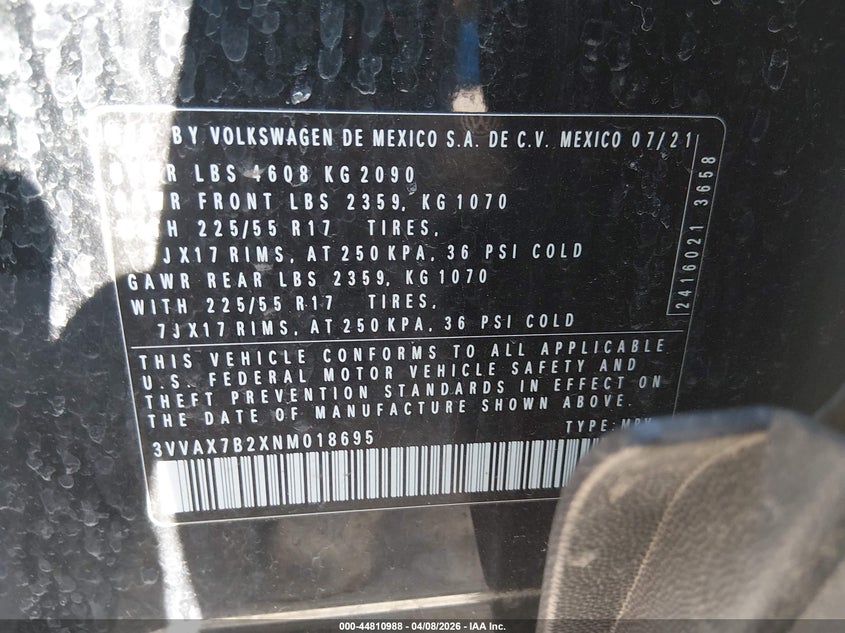 BY VOLKSWAGEN DE MEXICO S.A. DE C.V. MEXICO 07/21
LBS 4608 KG 2090
FRONT LBS 2359, KG 1070
225/55 R17 TIRES,
JX17 RIMS, AT 250 KPA, 36 PSI COLD
GAWR REAR LBS 2359, KG 1070
WITH 225/55 R17 TIRES,
7JX17 RIMS, AT 250 KPA, 36 PSI COLD
THIS VEHICLE CONFORMS TO ALL APPLICABLE
U.S. FEDERAL MOTOR VEHICLE SAFETY AND
THEFT PREVENTION STANDARDS IN EFFECT ON
THE DATE OF MANUFACTURE SHOWN ABOVE.
3VVAX7B2XNM018695 TYPE:
24416021 3658
000-44810988 - 04/08/2026 - IAA Inc.